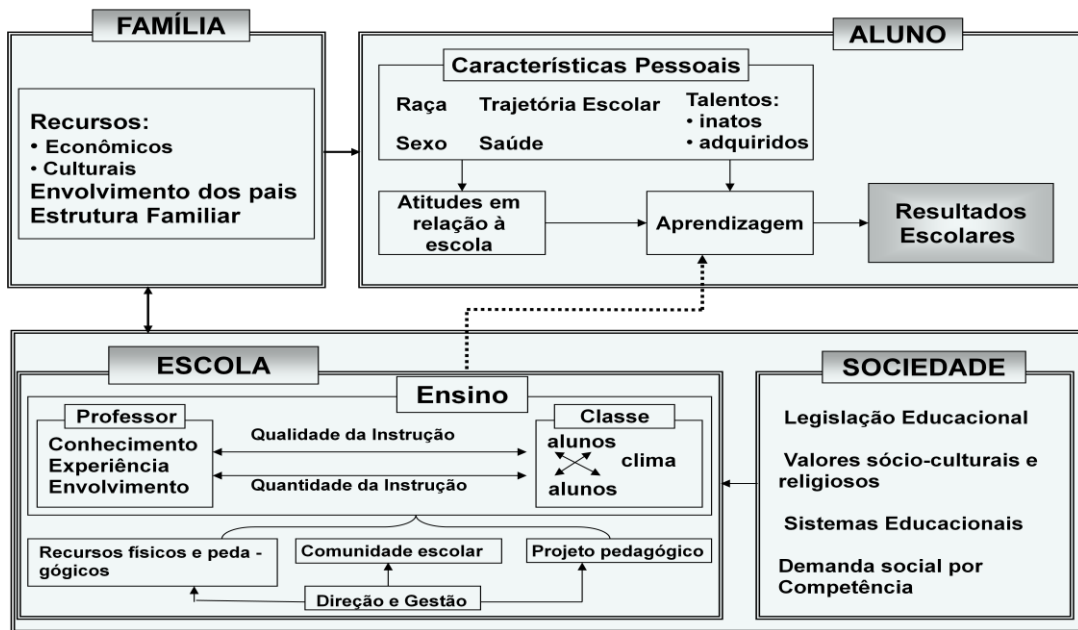 FAMÍLIA
Recursos:
• Econômicos
• Culturais
Envolvimento dos pais
Estrutura Familiar
ALUNO
Características Pessoais
Raça Trajetória Escolar Talentos:
• inatos
Sexo Saúde • adquiridos
Atitudes em
relação à
escola
Aprendizagem
Resultados
Escolares
ESCOLA
Ensino
Professor
Conhecimento
Experiência
Envolvimento
Qualidade da Instrução
Quantidade da Instrução
Classe
alunos
clima
alunos
Recursos físicos e peda -
gógicos
Comunidade escolar
Projeto pedagógico
Direção e Gestão
SOCIEDADE
Legislação Educacional
Valores sócio-culturais e
religiosos
Sistemas Educacionais
Demanda social por
Competência